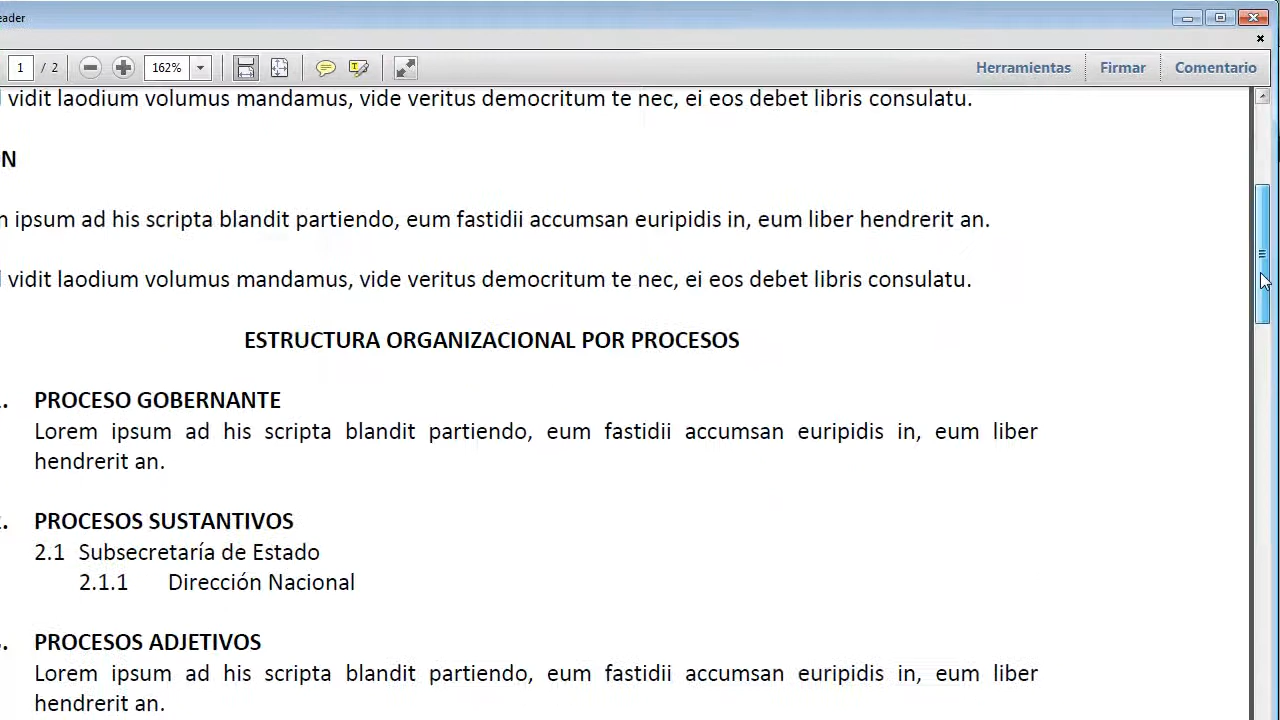 eader
1 / 2 162% Herramientas Firmar Comentario
vidit laodium volumus mandamus, vide veritus democritum te nec, ei eos debet libris consulatu.
N
ipsum ad his scripta blandit partiendo, eum fastidii accumsan euripidis in, eum liber hendrerit an.
vidit laodium volumus mandamus, vide veritus democritum te nec, ei eos debet libris consulatu.
ESTRUCTURA ORGANIZACIONAL POR PROCESOS
. PROCESO GOBERNANTE
Lorem ipsum ad his scripta blandit partiendo, eum fastidii accumsan euripidis in, eum liber
hendrerit an.
. PROCESOS SUSTANTIVOS
2.1 Subsecretaría de Estado
2.1.1 Dirección Nacional
. PROCESOS ADJETIVOS
Lorem ipsum ad his scripta blandit partiendo, eum fastidii accumsan euripidis in, eum liber
hendrerit an.